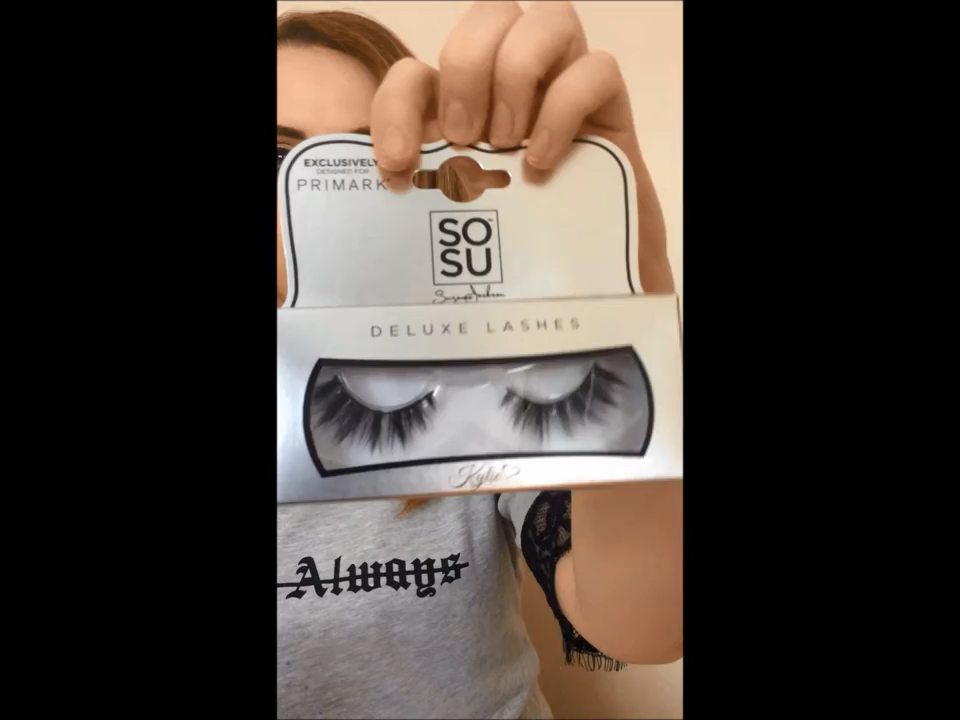 EXCLUSIVELY
DESIGNED FOR
PRIMARK
SO
SU
DELUXE LASHES
Kylie
Always